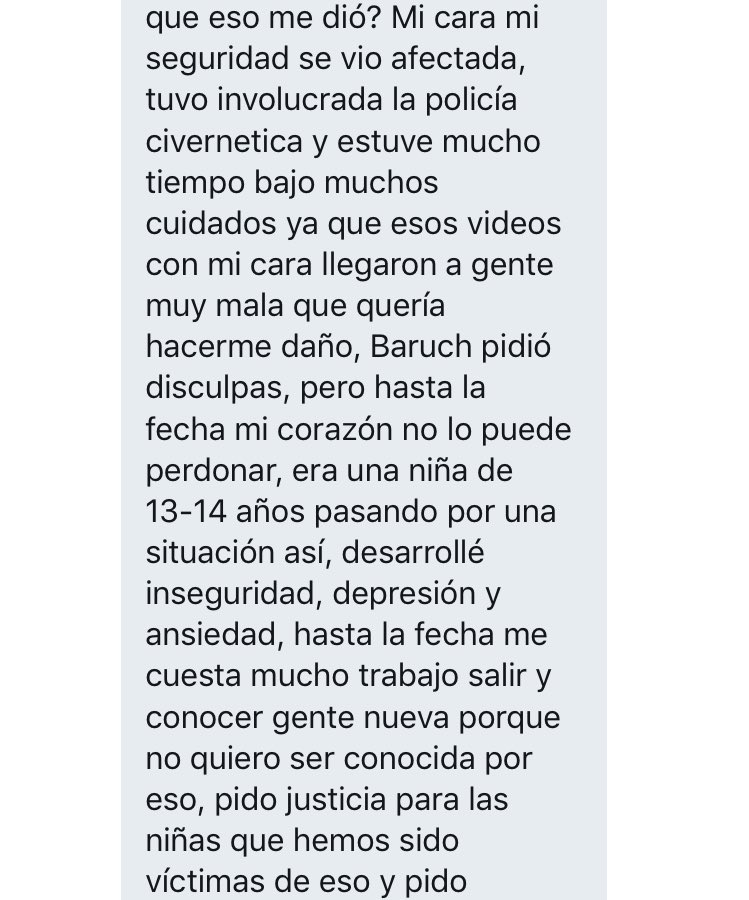 que eso me dió? Mi cara mi
seguridad se vio afectada,
tuvo involucrada la policía
civernetica y estuve mucho
tiempo bajo muchos
cuidados ya que esos videos
con mi cara llegaron a gente
muy mala que quería
hacerme daño, Baruch pidió
disculpas, pero hasta la
fecha mi corazón no lo puede
perdonar, era una niña de
13-14 años pasando por una
situación así, desarrollé
inseguridad, depresión y
ansiedad, hasta la fecha me
cuesta mucho trabajo salir y
conocer gente nueva porque
no quiero ser conocida por
eso, pido justicia para las
niñas que hemos sido
víctimas de eso y pido